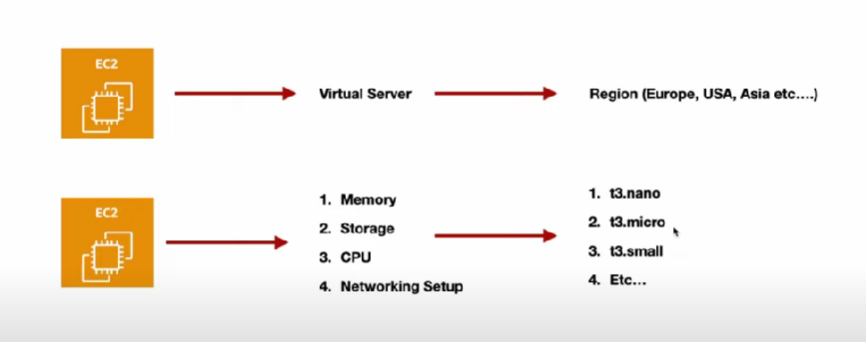 EC2
Virtual Server
Region (Europe, USA, Asia etc....)
EC2
1. Memory
2. Storage
3. CPU
4. Networking Setup
1. t3.nano
2. t3.micro
3. t3.small
4. Etc...